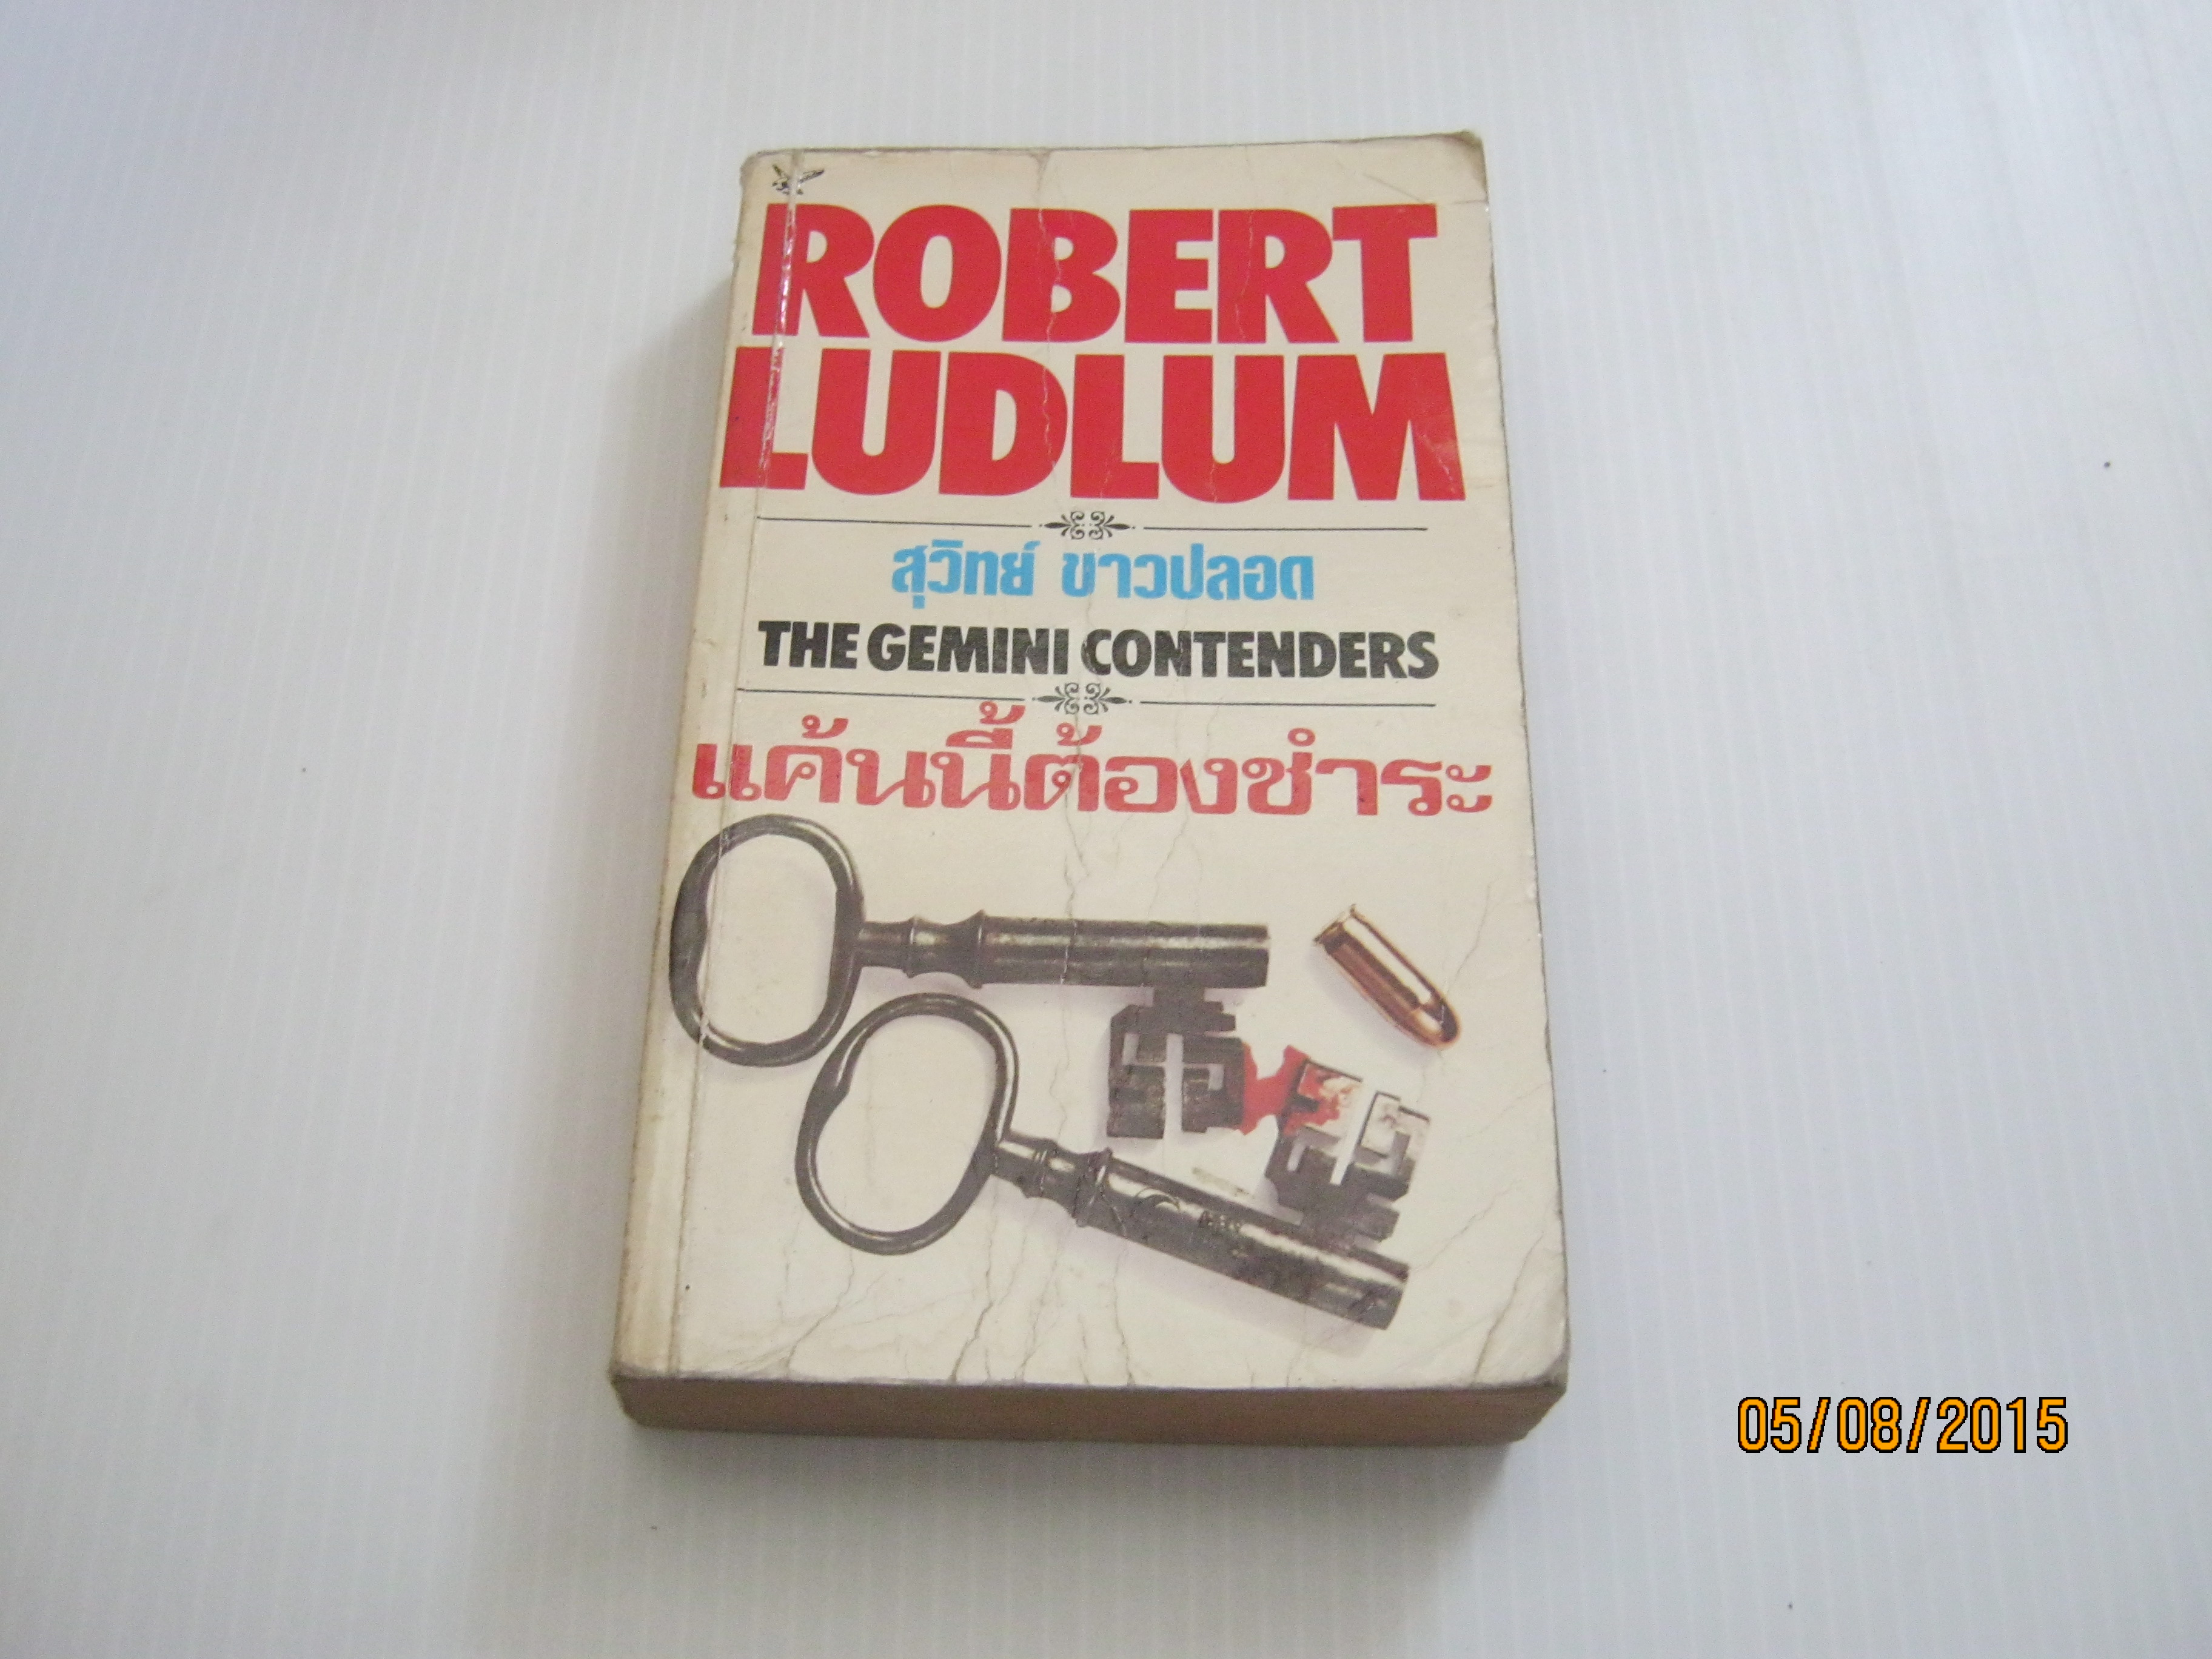 ROBERT
LUDLUM
สุวิทย์ ขาวปลอด
THE GEMINI CONTENDERS
แค้นนี้ต้องชำระ
05/08/2015